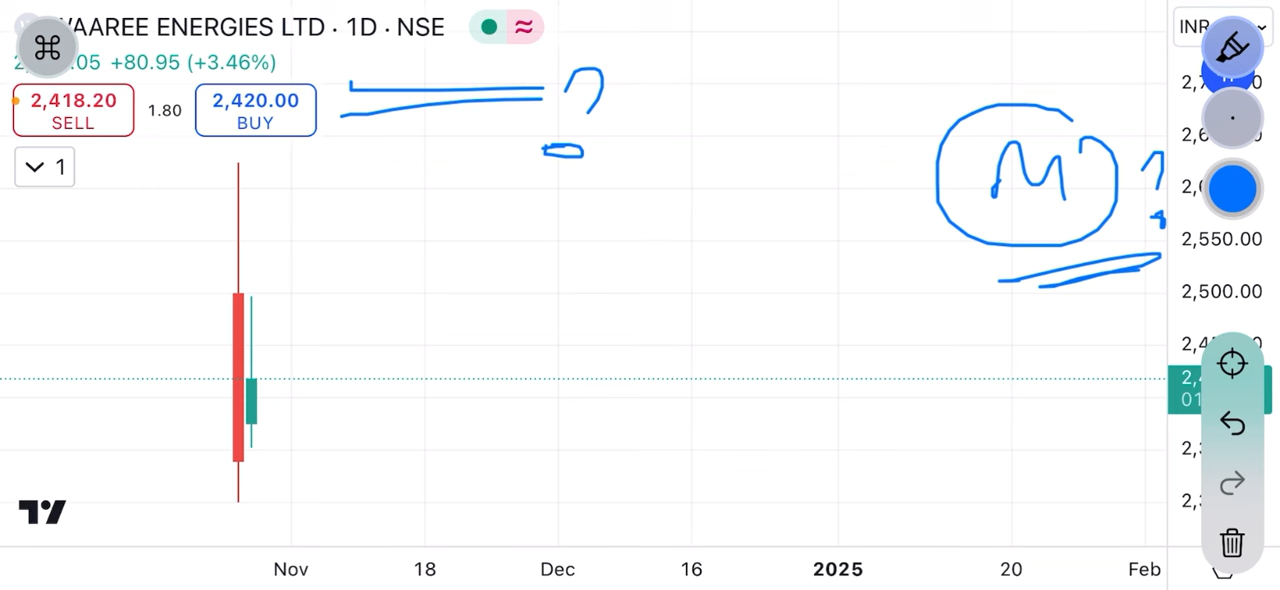 WAAREE ENERGIES LTD · 1D · NSE
+80.95 (+3.46%)
2,418.20 1.80 2,420.00
SELL BUY
1
M ?
?
INR
2,550.00
2,500.00
Nov 18 Dec 16 2025 20 Feb